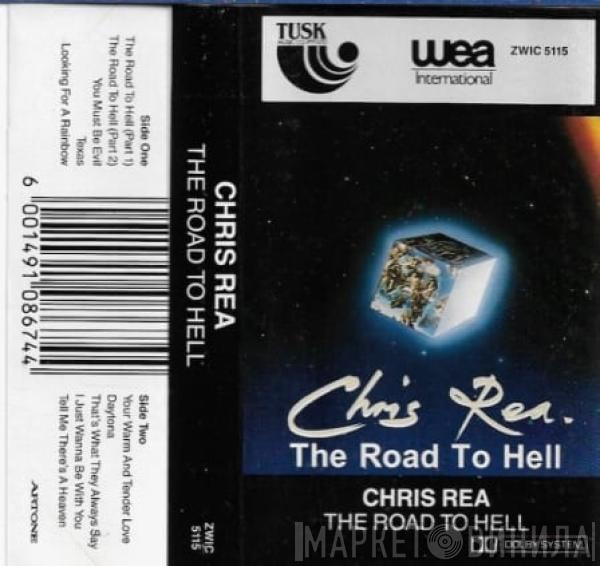 Side One
The Road To Hell (Part 1)
The Road To Hell (Part 2)
You Must Be Evil
Texas
Looking For A Rainbow
6 001491 086744
Side Two
Your Warm And Tender Love
Daytona
That's What They Always Say
I Just Wanna Be With You
Tell Me There's A Heaven
ARTONE
CHRIS REA
THE ROAD TO HELL
ZWIC
5115
TUSK
wea
International
ZWIC 5115
Chris Rea.
The Road To Hell
CHRIS REA
THE ROAD TO HELL
DOLBY SYSTEM
МАРКЕТ ВИНИЛА